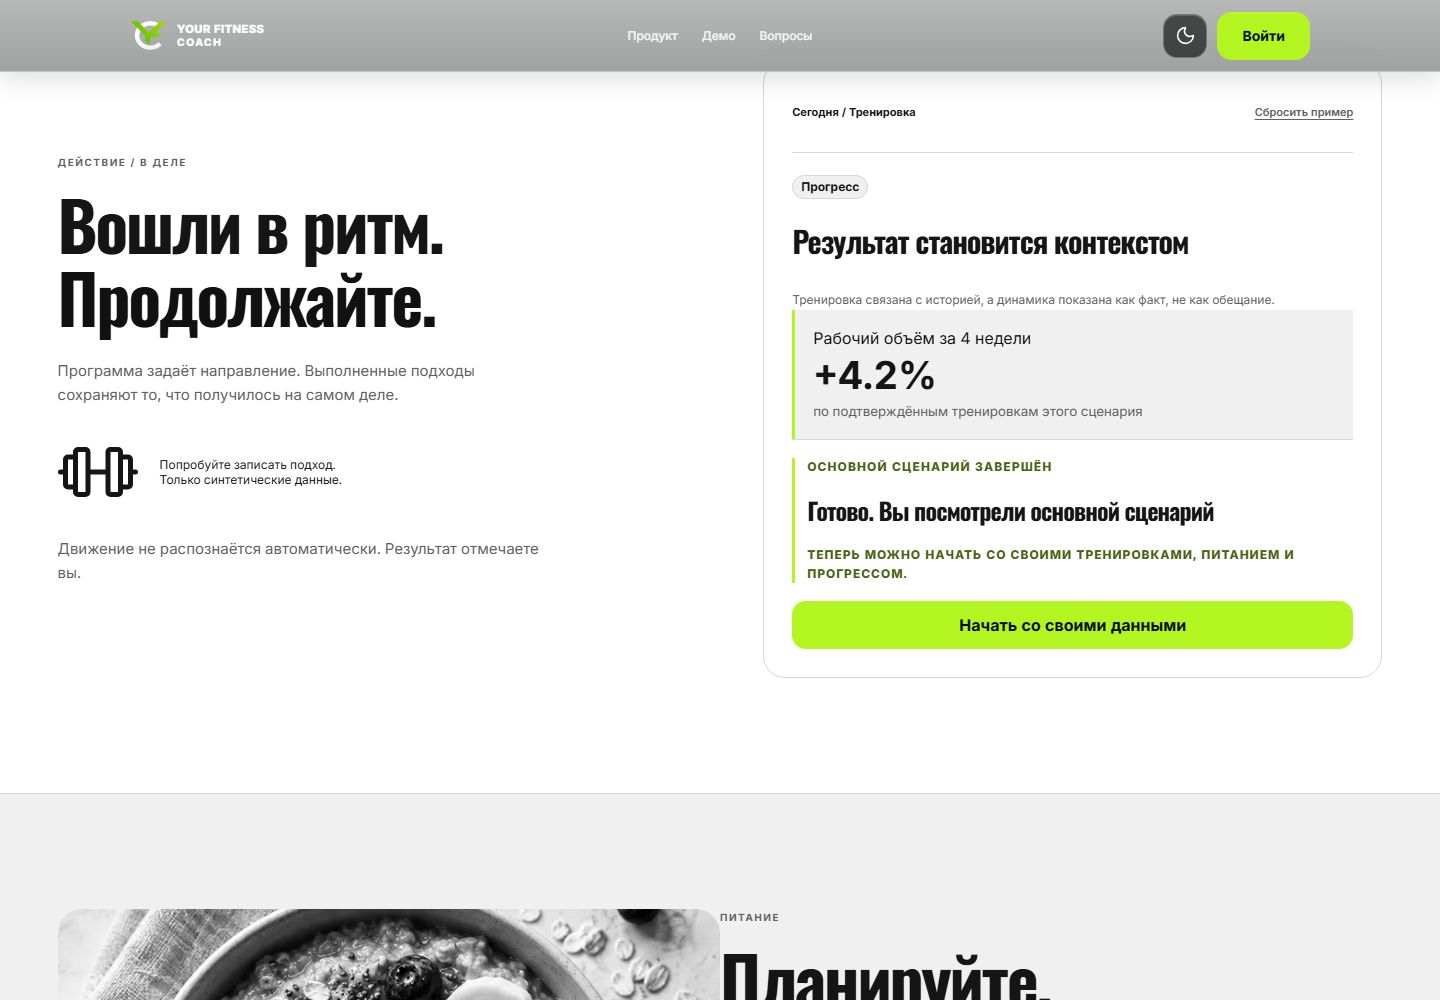 YOUR FITNESS
COACH
Продукт
Демо
Вопросы
Войти
ДЕЙСТВИЕ / В ДЕЛЕ
Вошли в ритм.
Продолжайте.
Программа задаёт направление. Выполненные подходы
сохраняют то, что получилось на самом деле.
Попробуйте записать подход.
Только синтетические данные.
Движение не распознаётся автоматически. Результат отмечаете
вы.
Сегодня / Тренировка
Сбросить пример
Прогресс
Результат становится контекстом
Тренировка связана с историей, а динамика показана как факт, не как обещание.
Рабочий объём за 4 недели
+4.2%
по подтверждённым тренировкам этого сценария
ОСНОВНОЙ СЦЕНАРИЙ ЗАВЕРШЁН
Готово. Вы посмотрели основной сценарий
ТЕПЕРЬ МОЖНО НАЧАТЬ СО СВОИМИ ТРЕНИРОВКАМИ, ПИТАНИЕМ И
ПРОГРЕССОМ.
Начать со своими данными
ПИТАНИЕ
Планируйте.